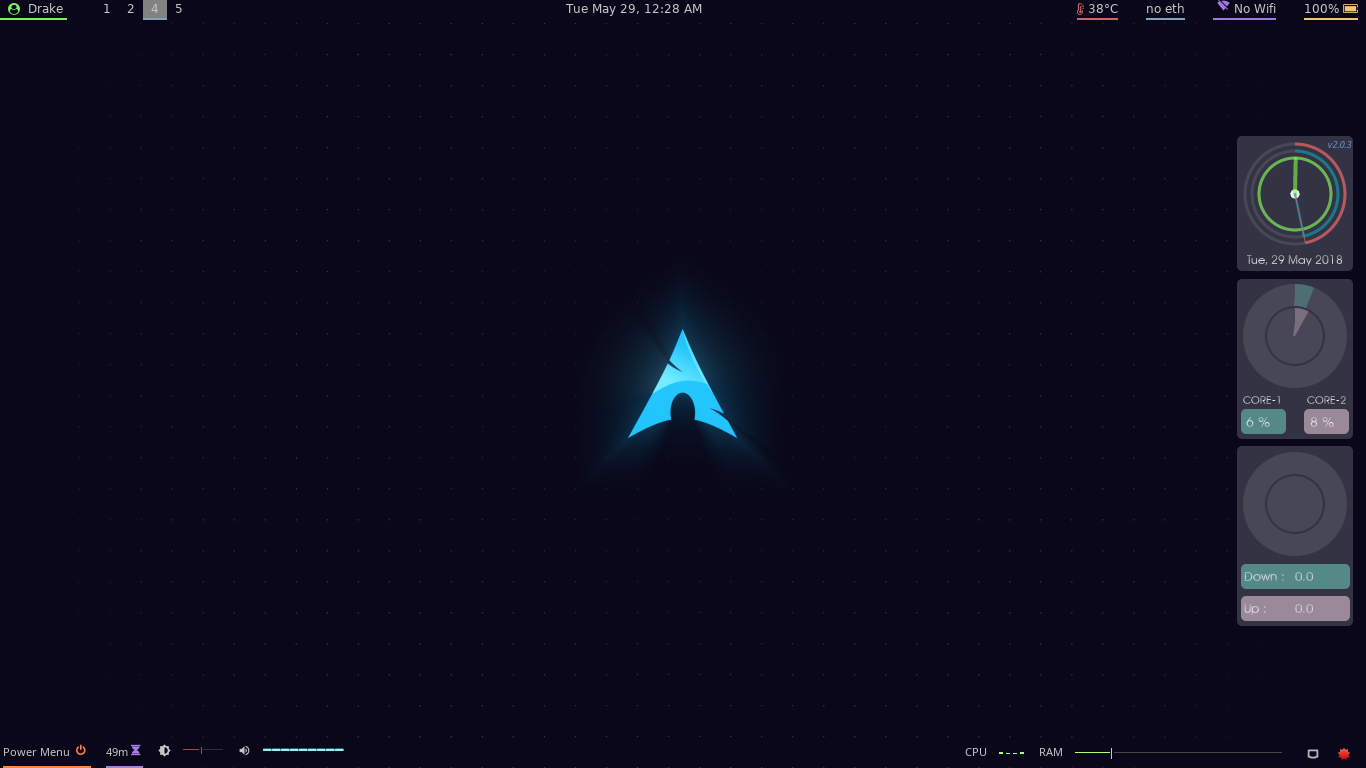 Drake 1 2 4 5 Tue May 29, 12:28 AM 38°C no eth No Wifi 100%
v2.0.3
Tue, 29 May 2018
CORE-1 CORE-2
6 % 8 %
Down : 0.0
Up : 0.0
Power Menu 49m CPU RAM